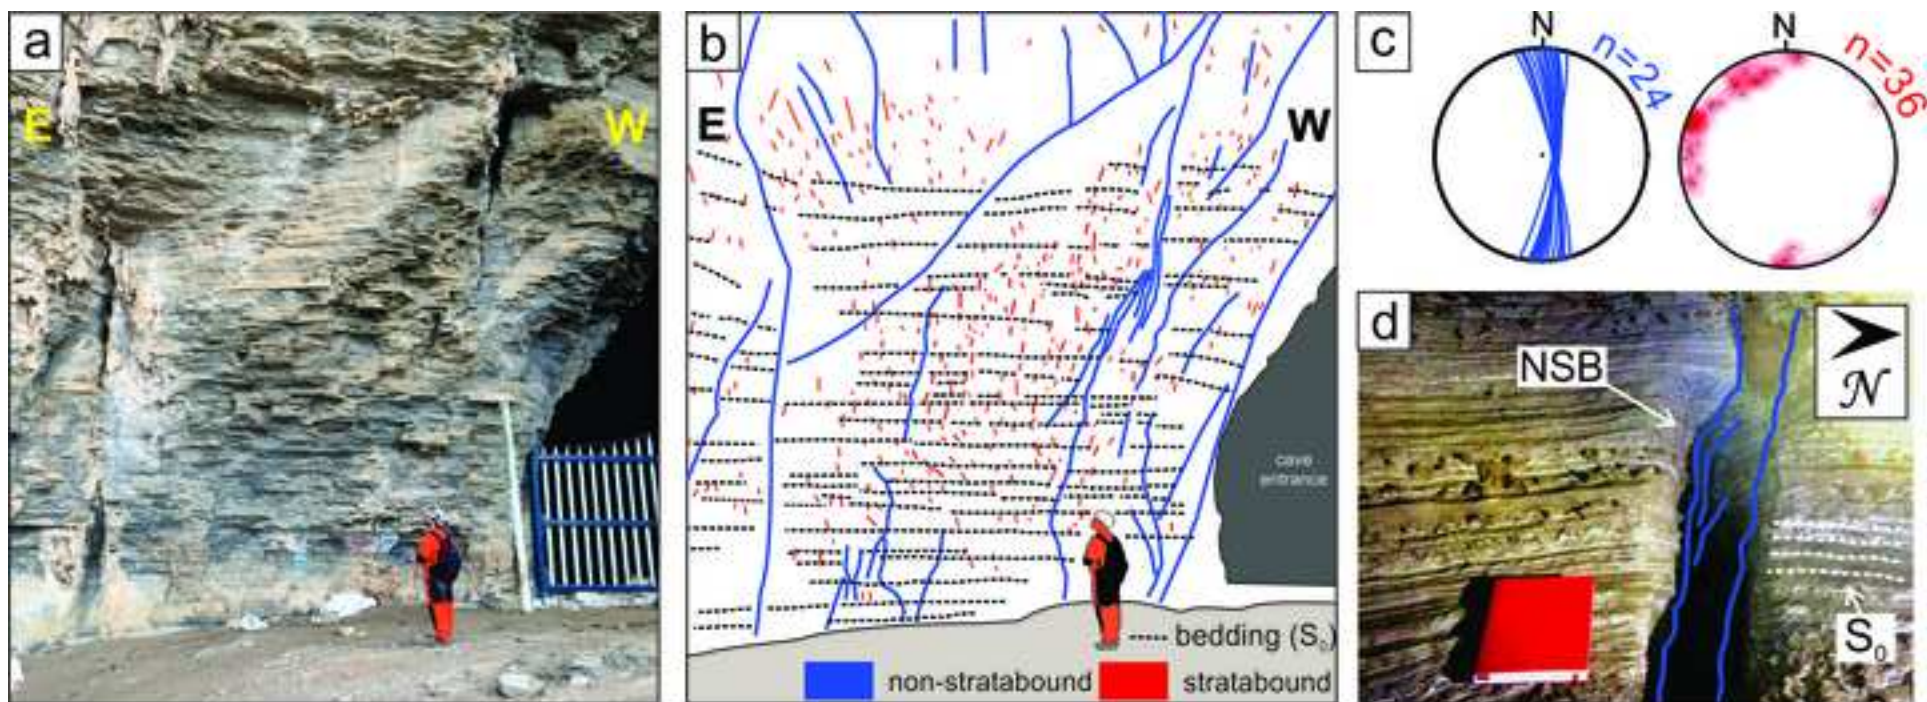 a
E
W
b
E
W
cave
entrance
bedding (S₀)
non-stratabound
stratabound
c
N
n=24
N
n=36
d
NSB
N
S₀